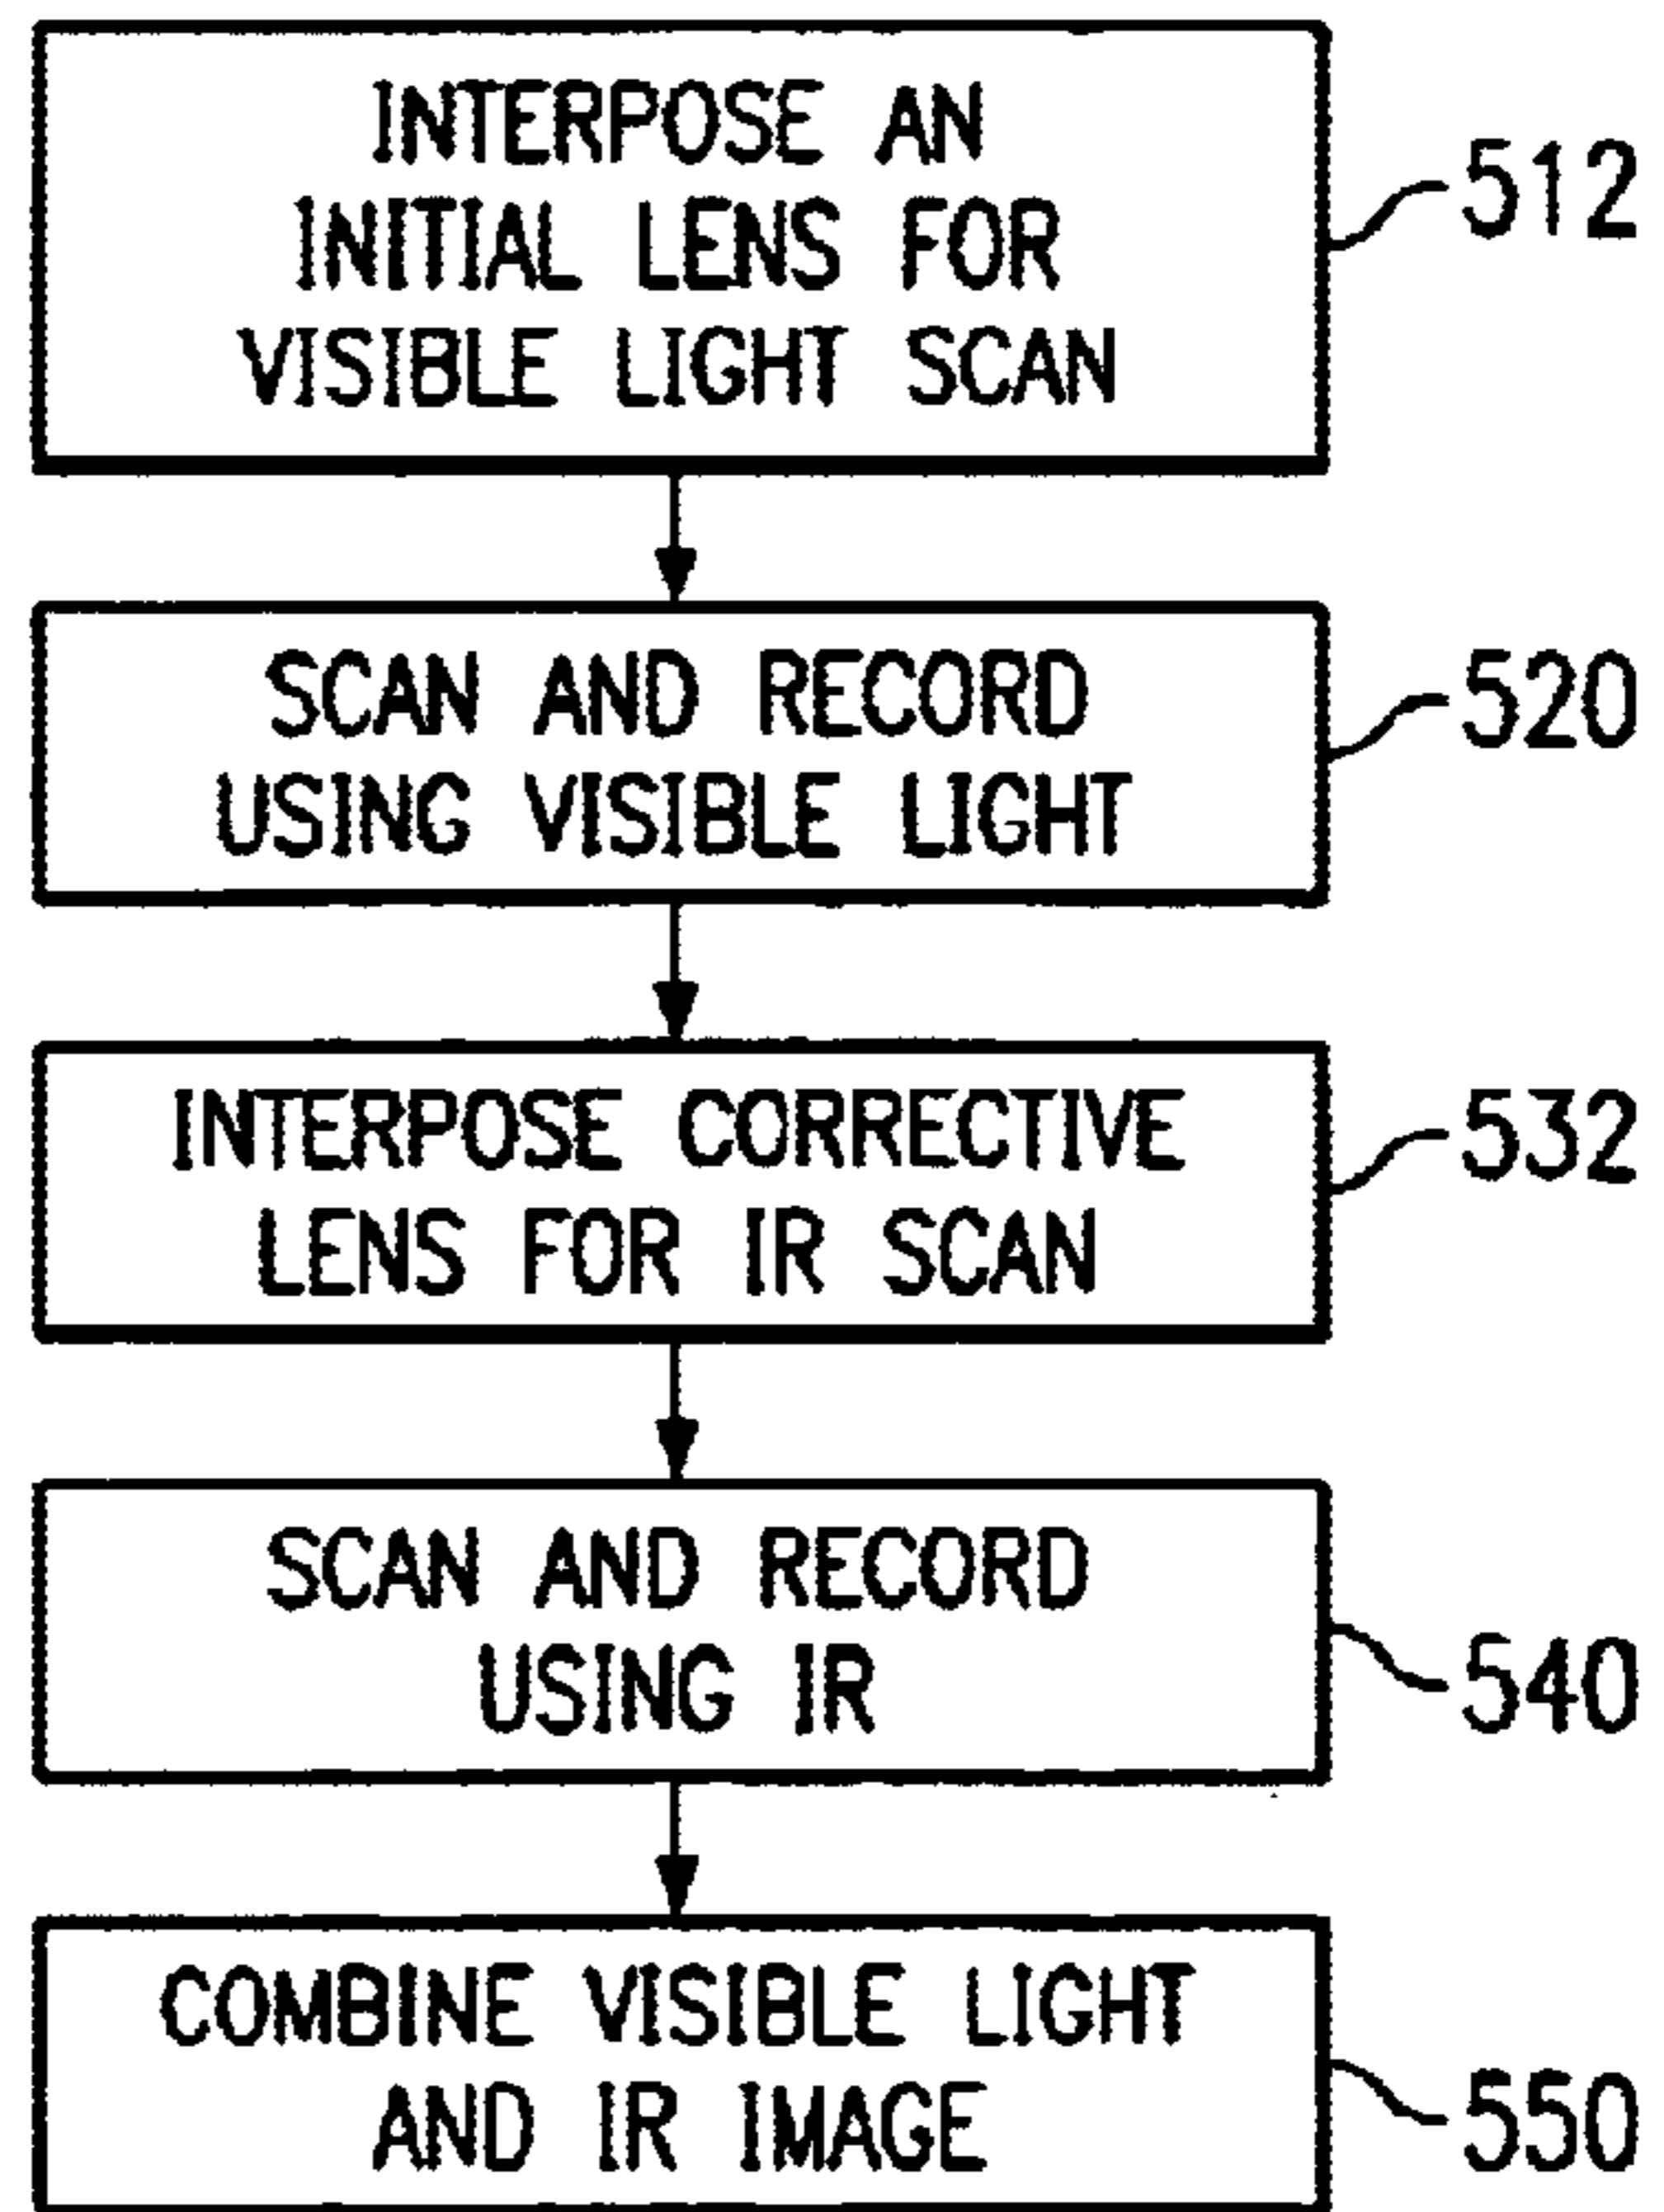 INTERPOSE AN
INITIAL LENS FOR
VISIBLE LIGHT SCAN
512
SCAN AND RECORD
USING VISIBLE LIGHT
520
INTERPOSE CORRECTIVE
LENS FOR IR SCAN
532
SCAN AND RECORD
USING IR
540
COMBINE VISIBLE LIGHT
AND IR IMAGE
550